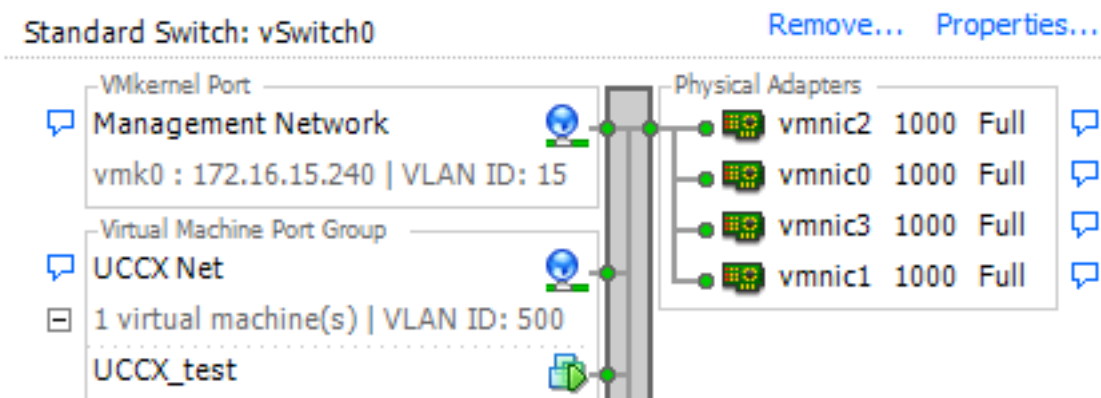 Standard Switch: vSwitch0
Remove... Properties...
VMkernel Port
Management Network
vmk0 : 172.16.15.240 | VLAN ID: 15
Virtual Machine Port Group
UCCX Net
1 virtual machine(s) | VLAN ID: 500
UCCX_test
Physical Adapters
vmnic2 1000 Full
vmnic0 1000 Full
vmnic3 1000 Full
vmnic1 1000 Full